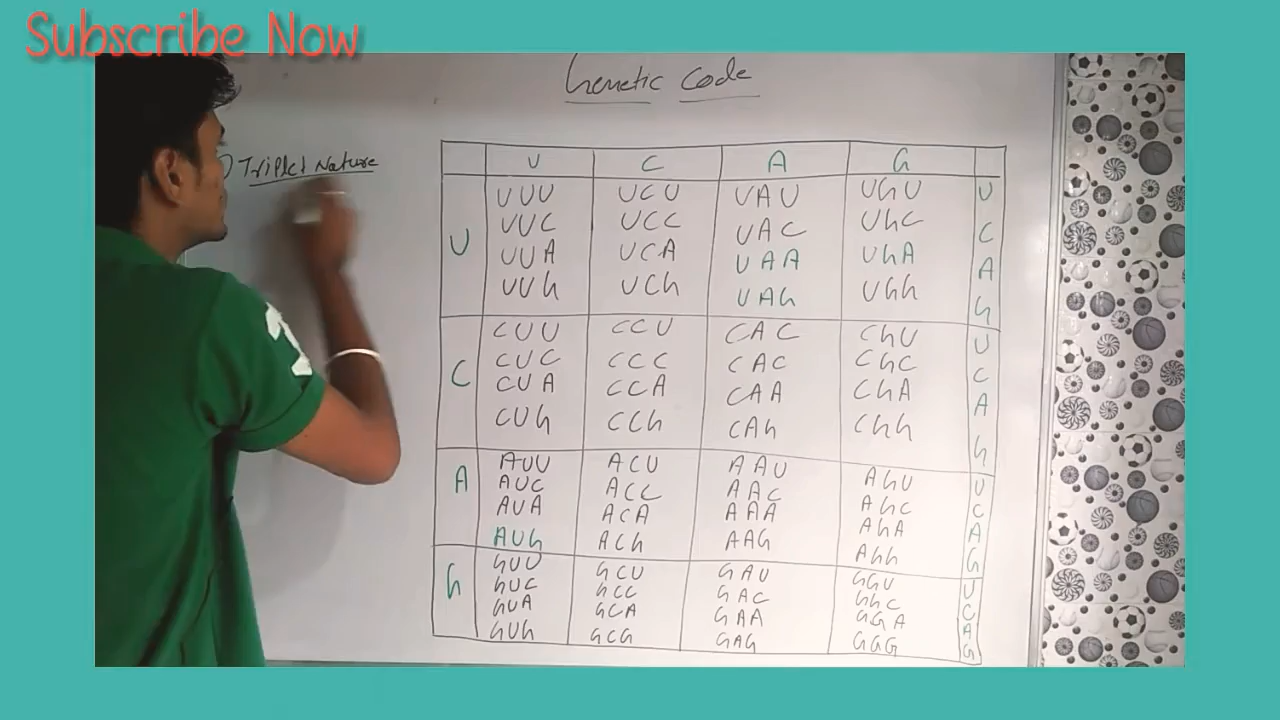 Subscribe Now
Genetic Code
1) Triplet Nature
U C A G
U
UUU UCU UAU UGU U
UUC UCC UAC UGC C
UUA UCA UAA UGA A
UUG UCG UAG UGG G
C
CUU CCU CAC CGU U
CUC CCC CAC CGC C
CUA CCA CAA CGA A
CUG CCG CAG CGG G
A
AUU ACU AAU AGU U
AUC ACC AAC AGC C
AUA ACA AAA AGA A
AUG ACG AAG AGG G
G
GUU GCU GAU GGU U
GUC GCC GAC GGC C
GUA GCA GAA GGA A
GUG GCG GAG GGG G